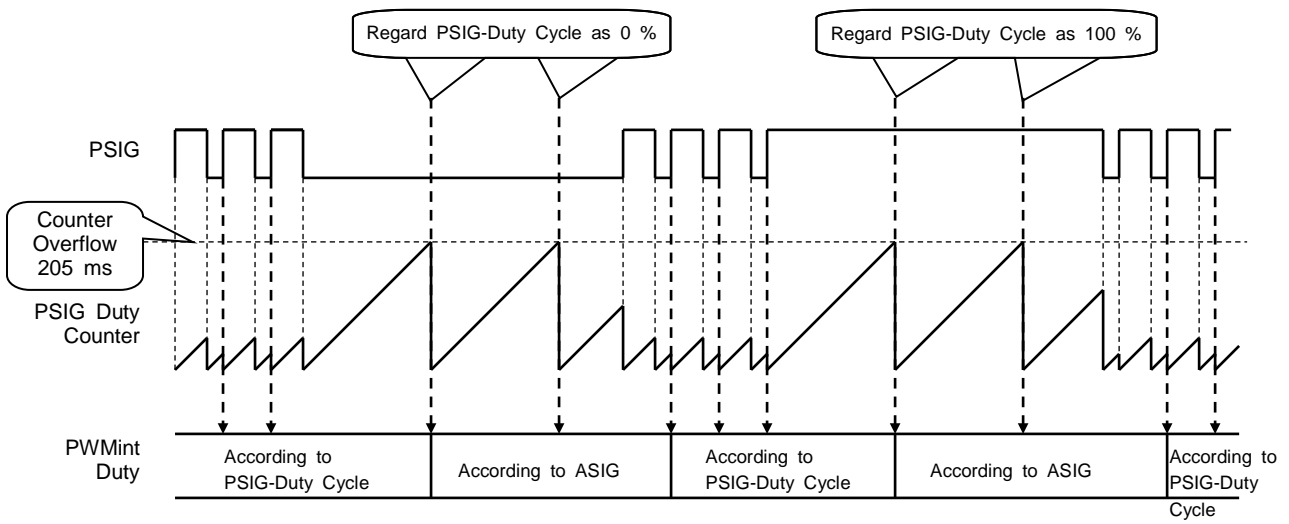 Regard PSIG-Duty Cycle as 0 %
Regard PSIG-Duty Cycle as 100 %
PSIG
Counter
Overflow
205 ms
PSIG Duty
Counter
PWMint
Duty
According to
PSIG-Duty Cycle
According to ASIG
According to
PSIG-Duty Cycle
According to ASIG
According to
PSIG-Duty
Cycle